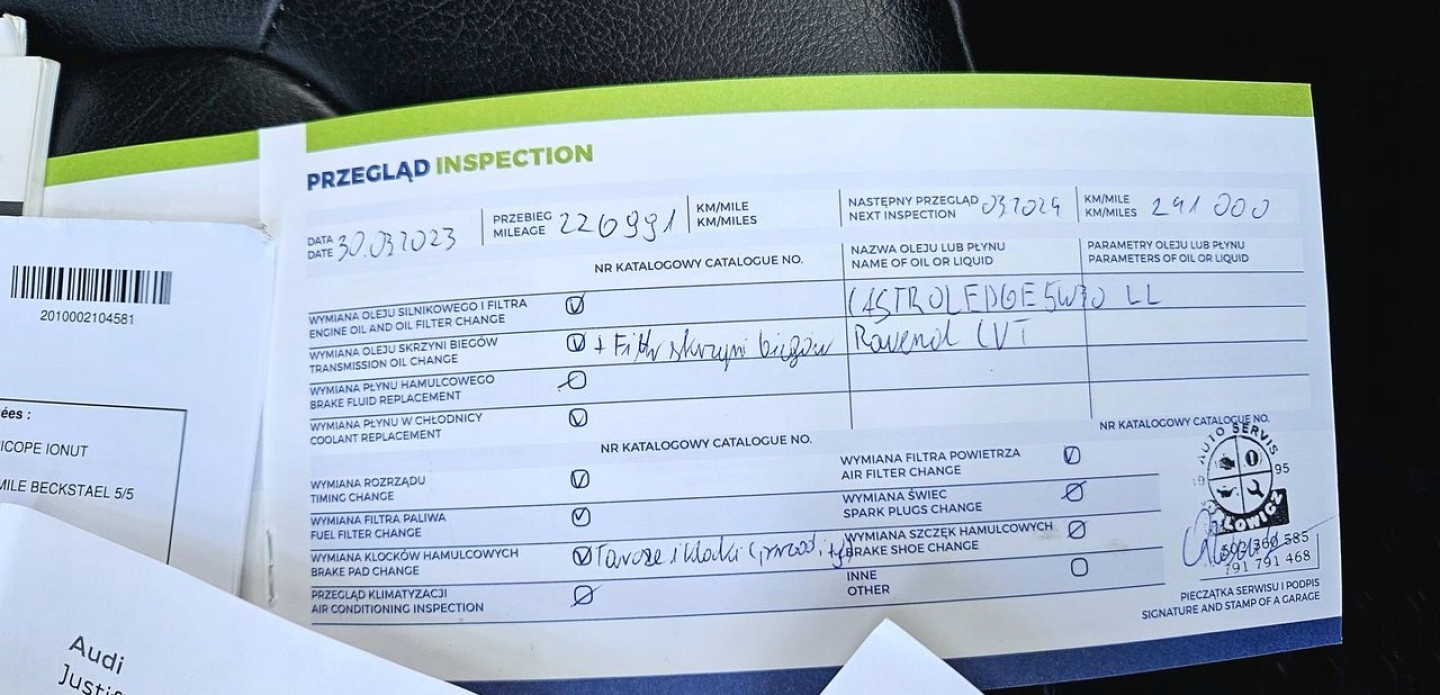 PRZEGLĄD INSPECTION
DATA
DATE 30.03 2023
PRZEBIEG
MILEAGE 226991
KM/MILE
KM/MILES
NASTĘPNY PRZEGLĄD
NEXT INSPECTION 03 2024
KM/MILE
KM/MILES 241 000
NR KATALOGOWY CATALOGUE NO.
NAZWA OLEJU LUB PŁYNU
NAME OF OIL OR LIQUID
PARAMETRY OLEJU LUB PŁYNU
PARAMETERS OF OIL OR LIQUID
WYMIANA OLEJU SILNIKOWEGO I FILTRA
ENGINE OIL AND OIL FILTER CHANGE
CASTROL EDGE 5W30 LL
WYMIANA OLEJU SKRZYNI BIEGÓW
TRANSMISSION OIL CHANGE
+ Filtr skrzyni biegów
Ravenol CVT
WYMIANA PŁYNU HAMULCOWEGO
BRAKE FLUID REPLACEMENT
WYMIANA PŁYNU W CHŁODNICY
COOLANT REPLACEMENT
NR KATALOGOWY CATALOGUE NO.
NR KATALOGOWY CATALOGUE NO.
WYMIANA ROZRZĄDU
TIMING CHANGE
WYMIANA FILTRA POWIETRZA
AIR FILTER CHANGE
WYMIANA FILTRA PALIWA
FUEL FILTER CHANGE
WYMIANA ŚWIEC
SPARK PLUGS CHANGE
WYMIANA KLOCKÓW HAMULCOWYCH
BRAKE PAD CHANGE
Tarcze i klocki (przód i tył)
WYMIANA SZCZĘK HAMULCOWYCH
BRAKE SHOE CHANGE
PRZEGLĄD KLIMATYZACJI
AIR CONDITIONING INSPECTION
INNE
OTHER
AUTO SERVIS
19 95
791 791 468
PIECZĄTKA SERWISU I PODPIS
SIGNATURE AND STAMP OF A GARAGE
2010002104581
ées :
ICOPE IONUT
MILE BECKSTAEL 5/5
Audi
Justi